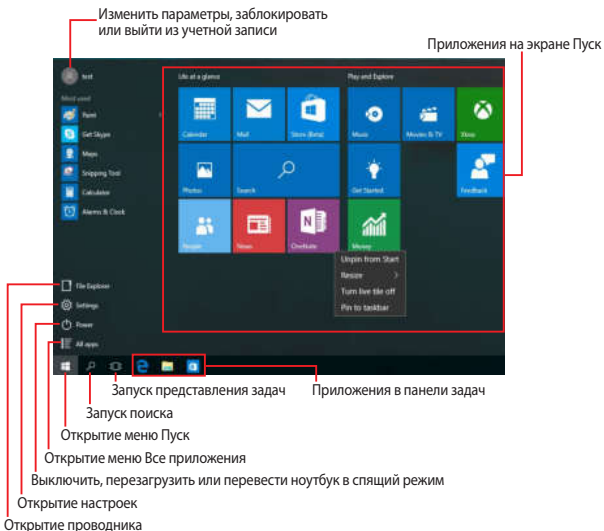 Изменить параметры, заблокировать
или выйти из учетной записи
Приложения на экране Пуск
test
Life at a glance
Play and Explore
Most used
Paint
Get Skype
Maps
Snipping Tool
Calculator
Alarms & Clock
Calendar
Mail
Store (Beta)
Music
Movies & TV
Xbox
Photos
Search
Get Started
Feedback
People
News
OneNote
Money
Unpin from Start
Resize
Turn live tile off
Pin to taskbar
File Explorer
Settings
Power
All apps
Запуск представления задач
Приложения в панели задач
Запуск поиска
Открытие меню Пуск
Открытие меню Все приложения
Выключить, перезагрузить или перевести ноутбук в спящий режим
Открытие настроек
Открытие проводника